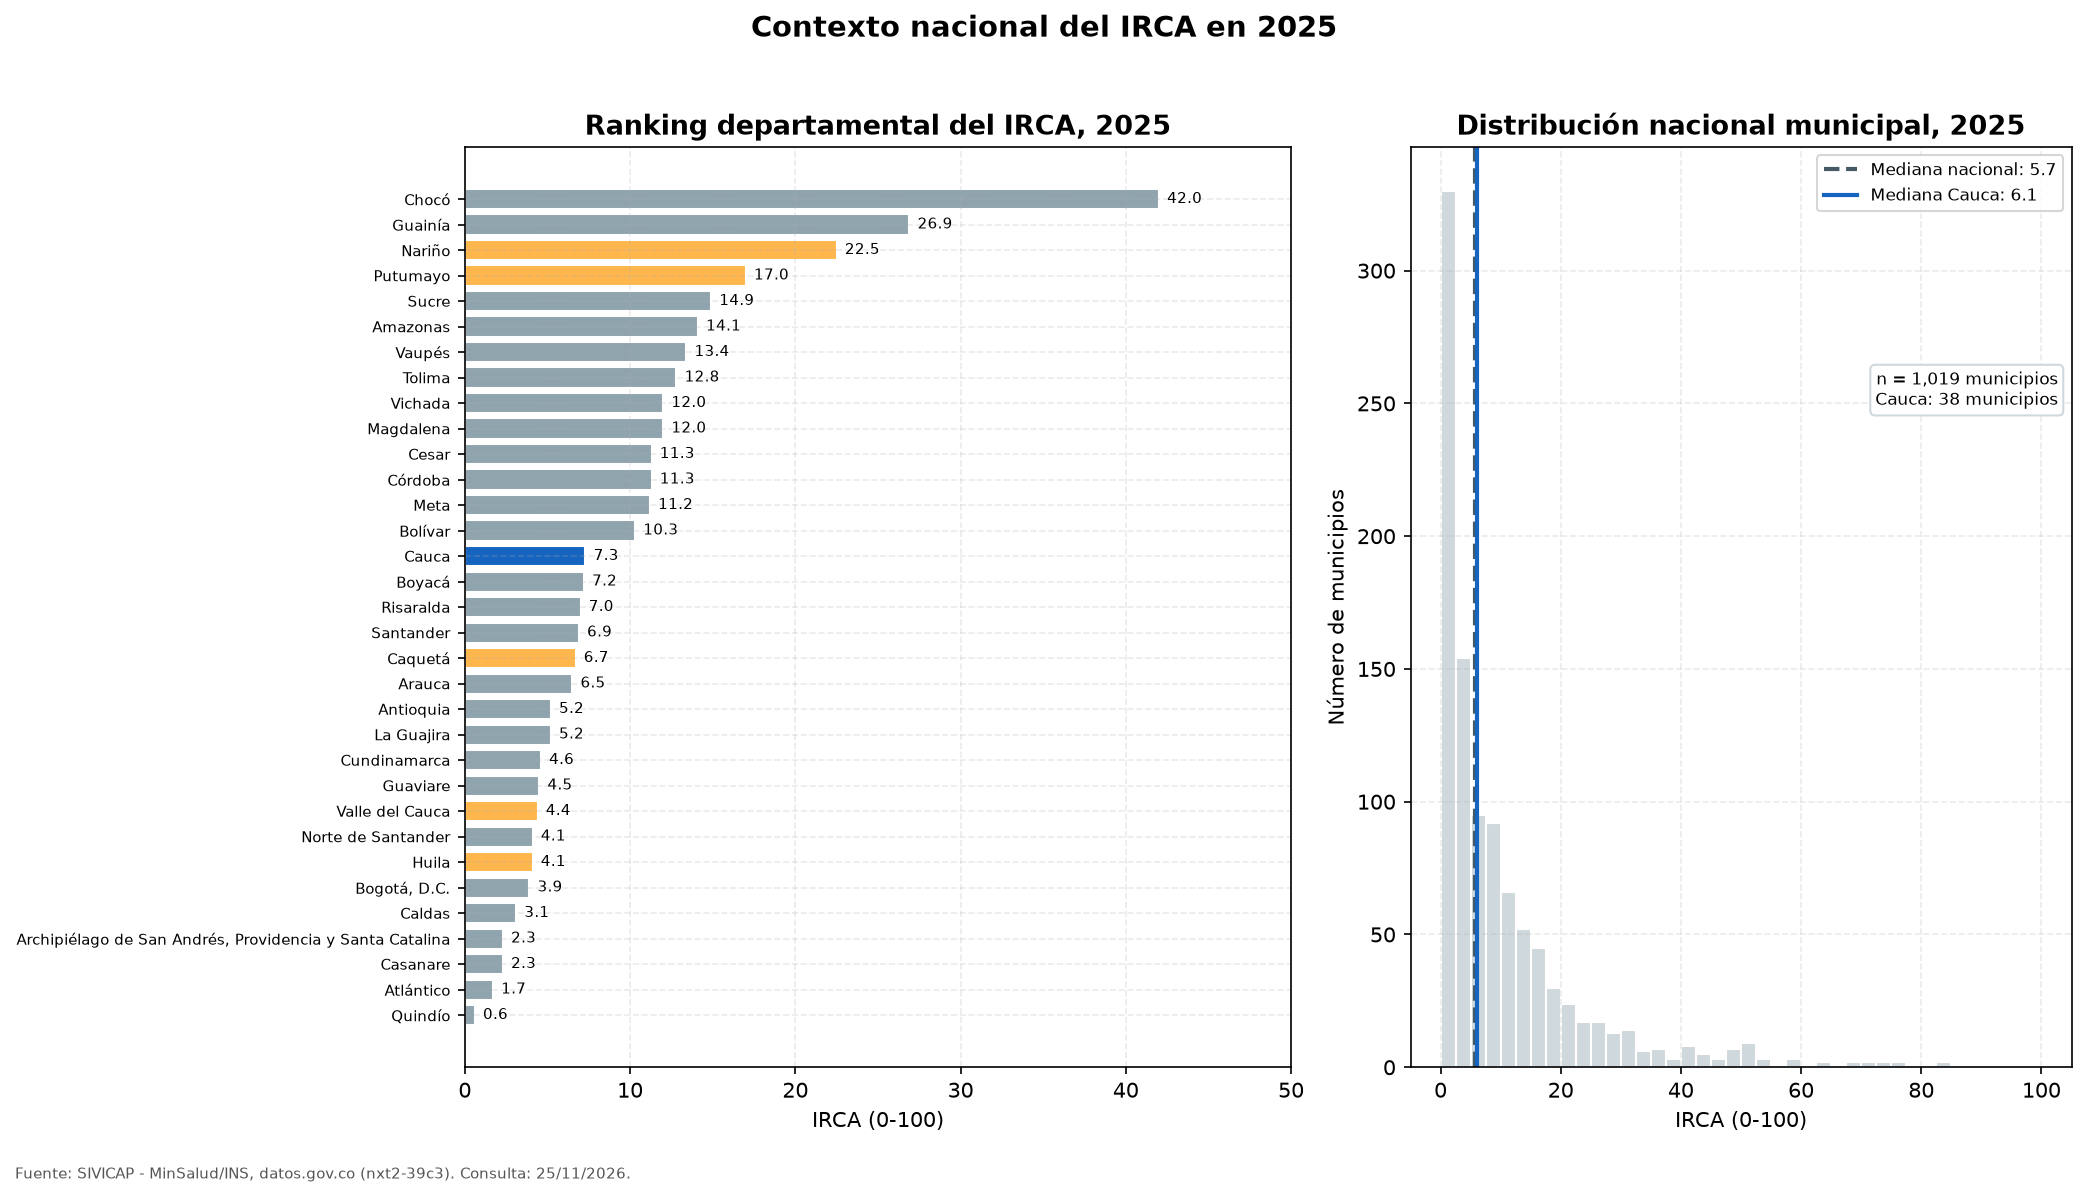 Contexto nacional del IRCA en 2025
Ranking departamental del IRCA, 2025
Chocó 42.0
Guainía 26.9
Nariño 22.5
Putumayo 17.0
Sucre 14.9
Amazonas 14.1
Vaupés 13.4
Tolima 12.8
Vichada 12.0
Magdalena 12.0
Cesar 11.3
Córdoba 11.3
Meta 11.2
Bolívar 10.3
Cauca 7.3
Boyacá 7.2
Risaralda 7.0
Santander 6.9
Caquetá 6.7
Arauca 6.5
Antioquia 5.2
La Guajira 5.2
Cundinamarca 4.6
Guaviare 4.5
Valle del Cauca 4.4
Norte de Santander 4.1
Huila 4.1
Bogotá, D.C. 3.9
Caldas 3.1
Archipiélago de San Andrés, Providencia y Santa Catalina 2.3
Casanare 2.3
Atlántico 1.7
Quindío 0.6
0 10 20 30 40 50
IRCA (0-100)
Distribución nacional municipal, 2025
Mediana nacional: 5.7
Mediana Cauca: 6.1
n = 1,019 municipios
Cauca: 38 municipios
Número de municipios
300
250
200
150
100
50
0
0 20 40 60 80 100
IRCA (0-100)
Fuente: SIVICAP - MinSalud/INS, datos.gov.co (nxt2-39c3). Consulta: 25/11/2026.